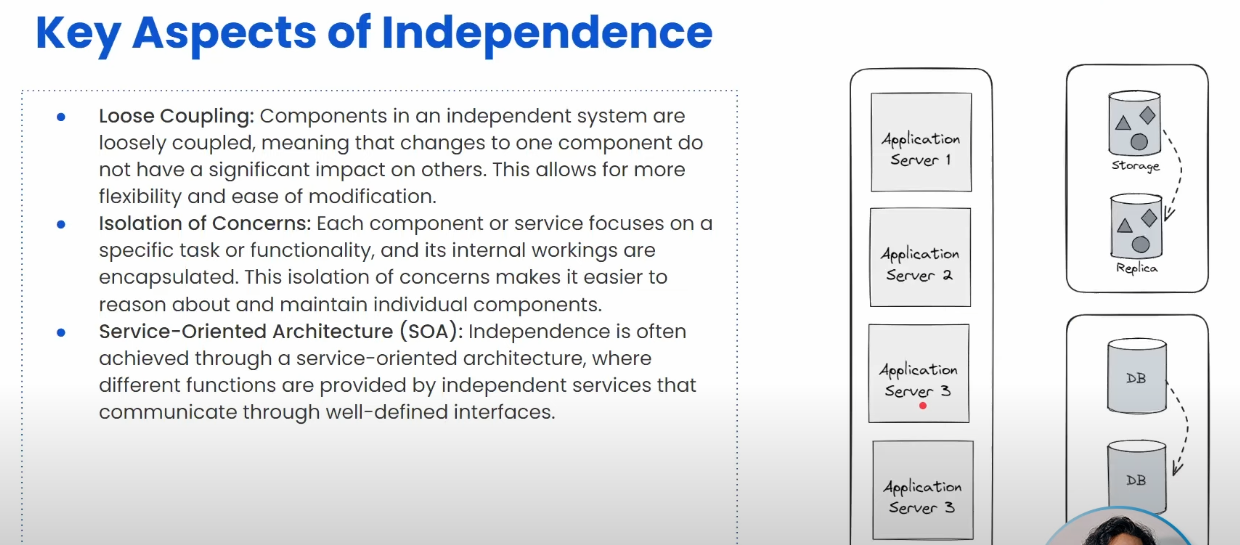 Key Aspects of Independence
Loose Coupling: Components in an independent system are
loosely coupled, meaning that changes to one component do
not have a significant impact on others. This allows for more
flexibility and ease of modification.
Isolation of Concerns: Each component or service focuses on a
specific task or functionality, and its internal workings are
encapsulated. This isolation of concerns makes it easier to
reason about and maintain individual components.
Service-Oriented Architecture (SOA): Independence is often
achieved through a service-oriented architecture, where
different functions are provided by independent services that
communicate through well-defined interfaces.
Application
Server 1
Application
Server 2
Application
Server 3
Application
Server 3
Storage
Replica
DB
DB